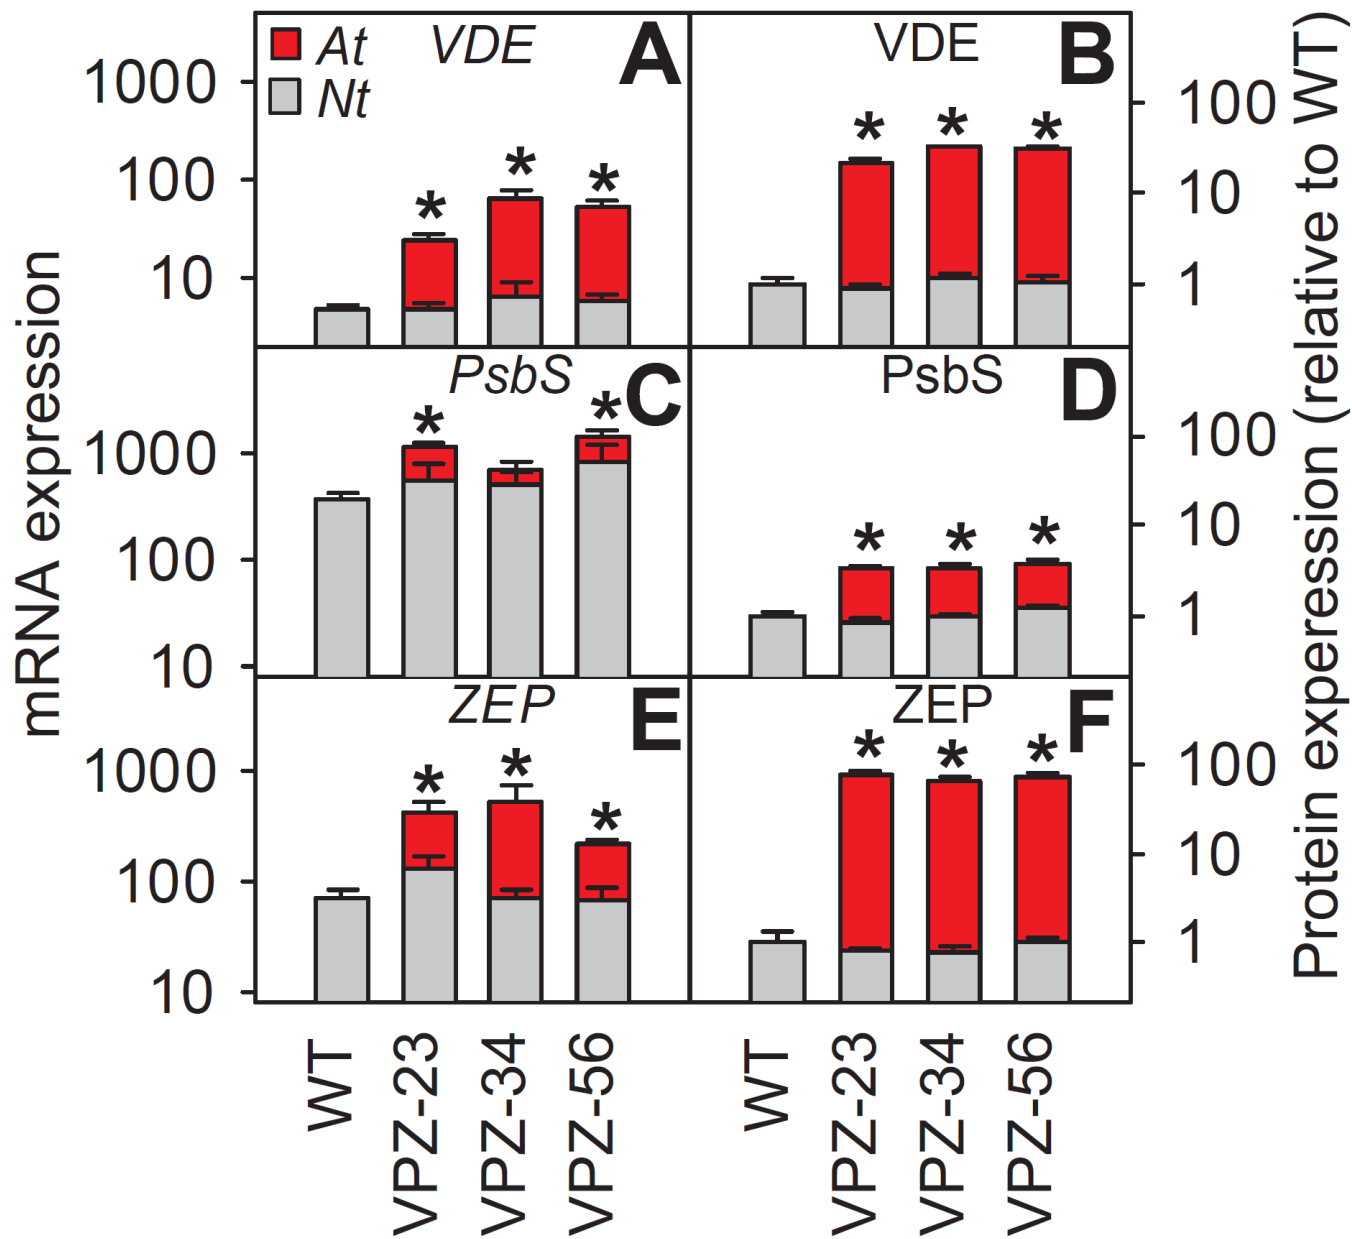 At
Nt
VDE
A
VDE
B
1000
100
10
100
10
1
* * *
* * *
PsbS
C
PsbS
D
1000
100
10
100
10
1
* *
* * *
ZEP
E
ZEP
F
1000
100
10
100
10
1
* * *
* * *
mRNA expression
Protein experession (relative to WT)
WT
VPZ-23
VPZ-34
VPZ-56
WT
VPZ-23
VPZ-34
VPZ-56